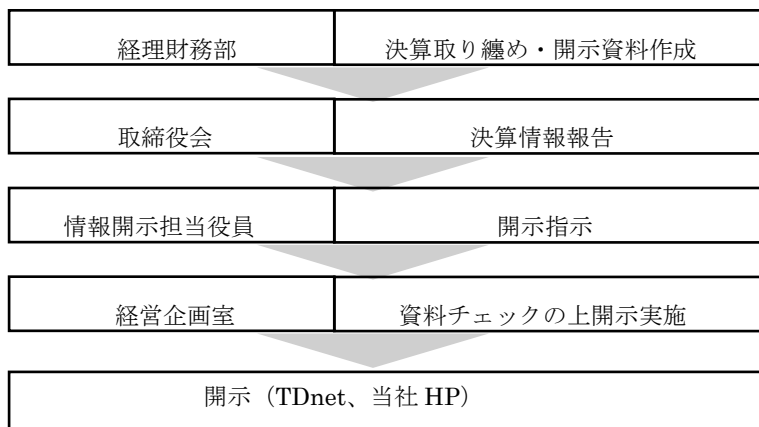 経理財務部 決算取り纏め・開示資料作成
取締役会 決算情報報告
情報開示担当役員 開示指示
経営企画室 資料チェックの上開示実施
開示（TDnet、当社 HP）